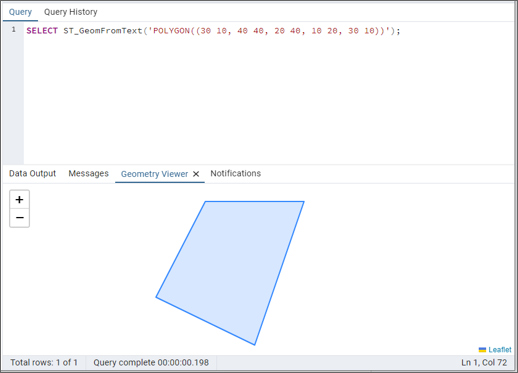 Query Query History
1 SELECT ST_GeomFromText('POLYGON((30 10, 40 40, 20 40, 10 20, 30 10))');
Data Output Messages Geometry Viewer ✕ Notifications
+
−
Leaflet
Total rows: 1 of 1 Query complete 00:00:00.198 Ln 1, Col 72